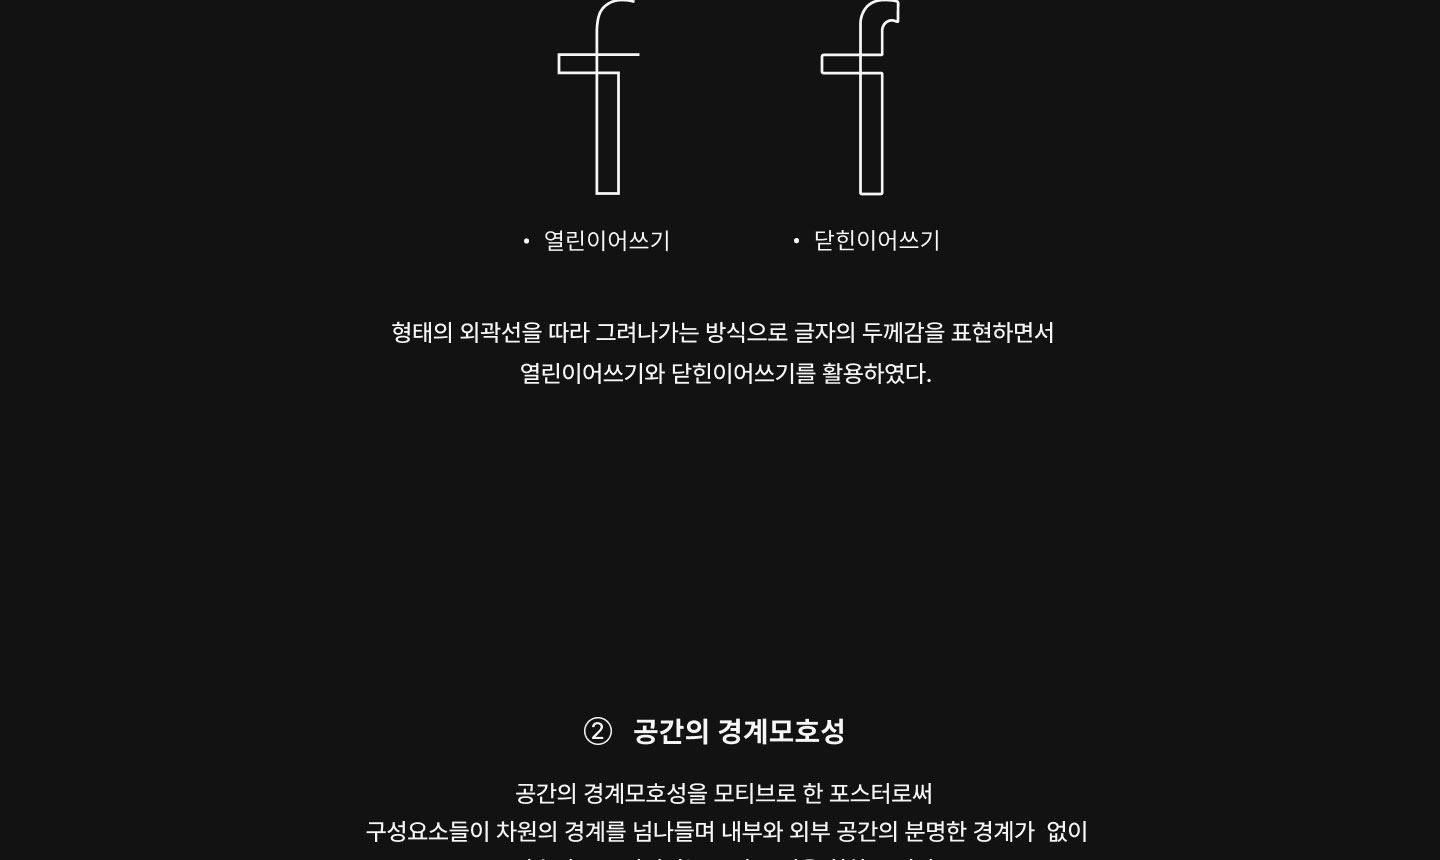 f f
• 열린이어쓰기 • 닫힌이어쓰기
형태의 외곽선을 따라 그려나가는 방식으로 글자의 두께감을 표현하면서
열린이어쓰기와 닫힌이어쓰기를 활용하였다.
② 공간의 경계모호성
공간의 경계모호성을 모티브로 한 포스터로써
구성요소들이 차원의 경계를 넘나들며 내부와 외부 공간의 분명한 경계가 없이